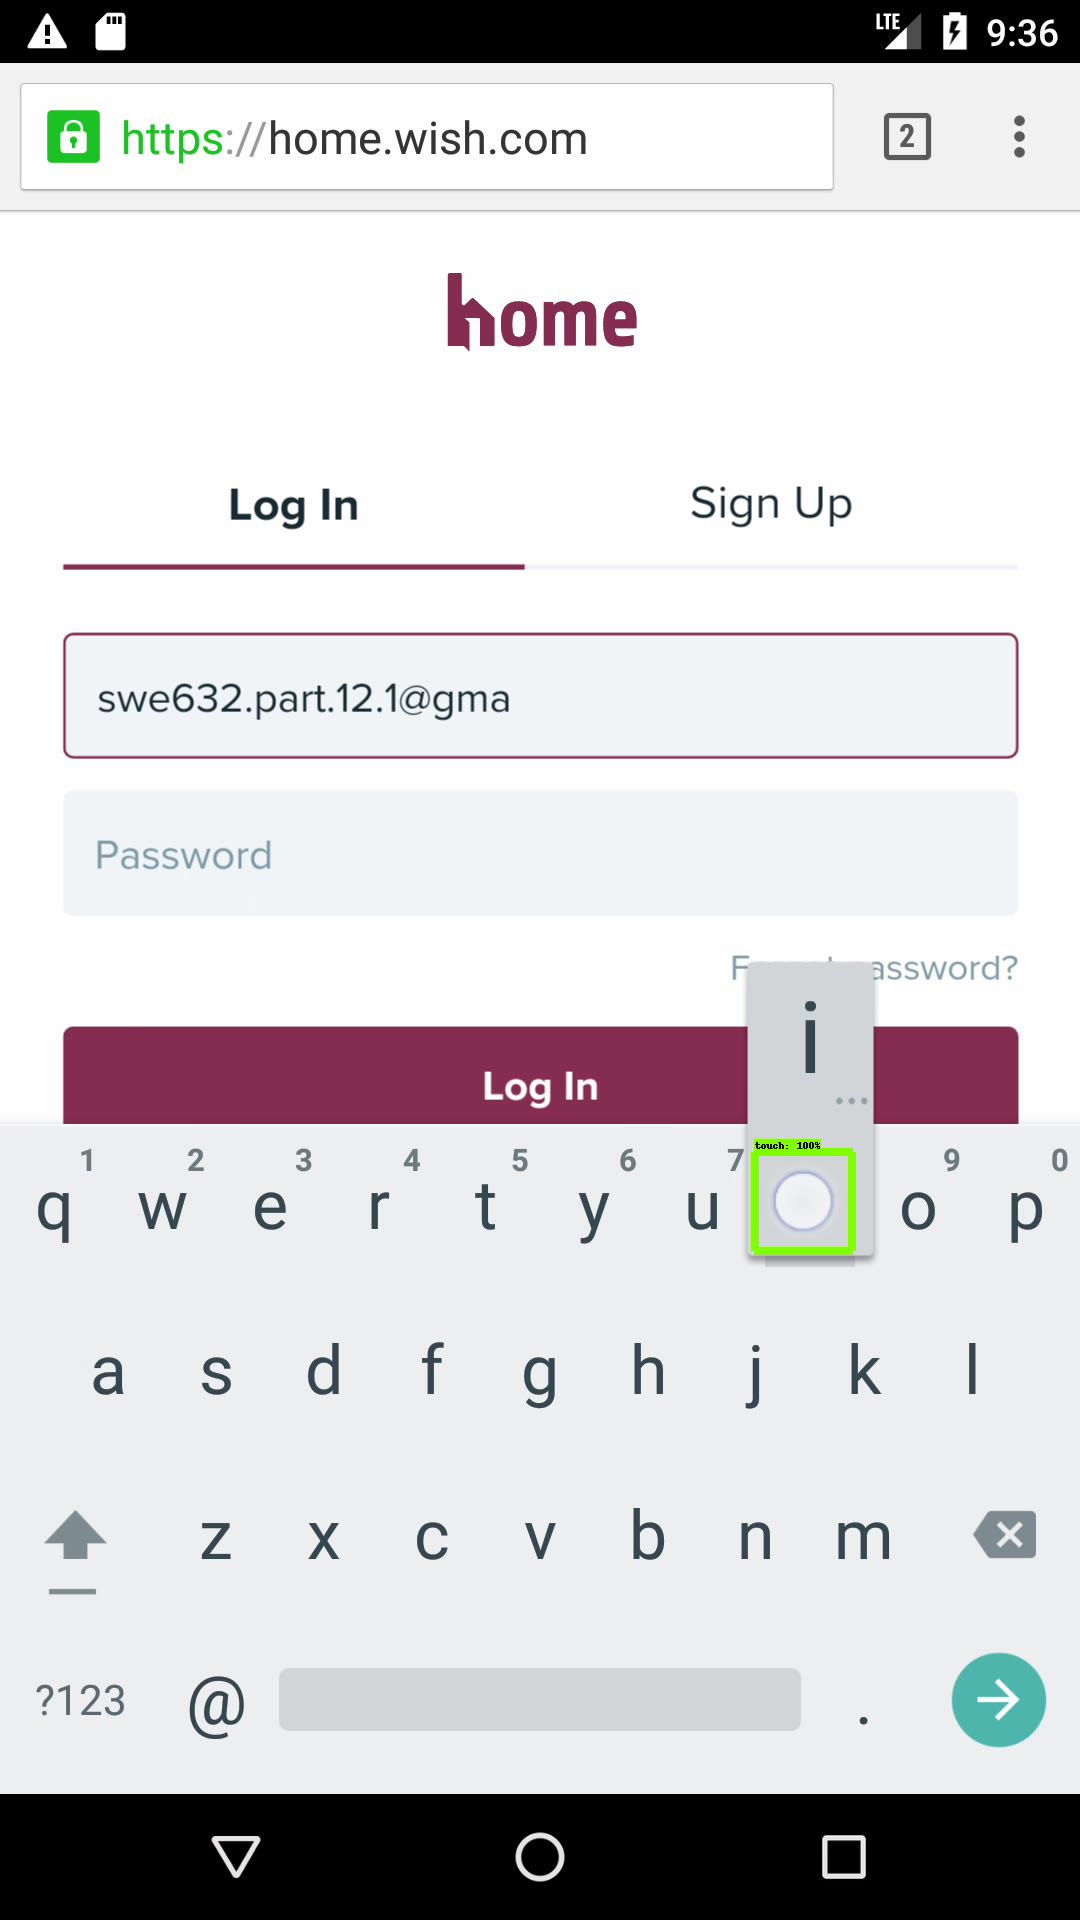 LTE 9:36
https://home.wish.com 2
home
Log In Sign Up
swe632.part.12.1@gma
Password
assword?
i
Log In
touch: 100%
1 2 3 4 5 6 7 9 0
q w e r t y u o p
a s d f g h j k l
z x c v b n m
?123 @ .